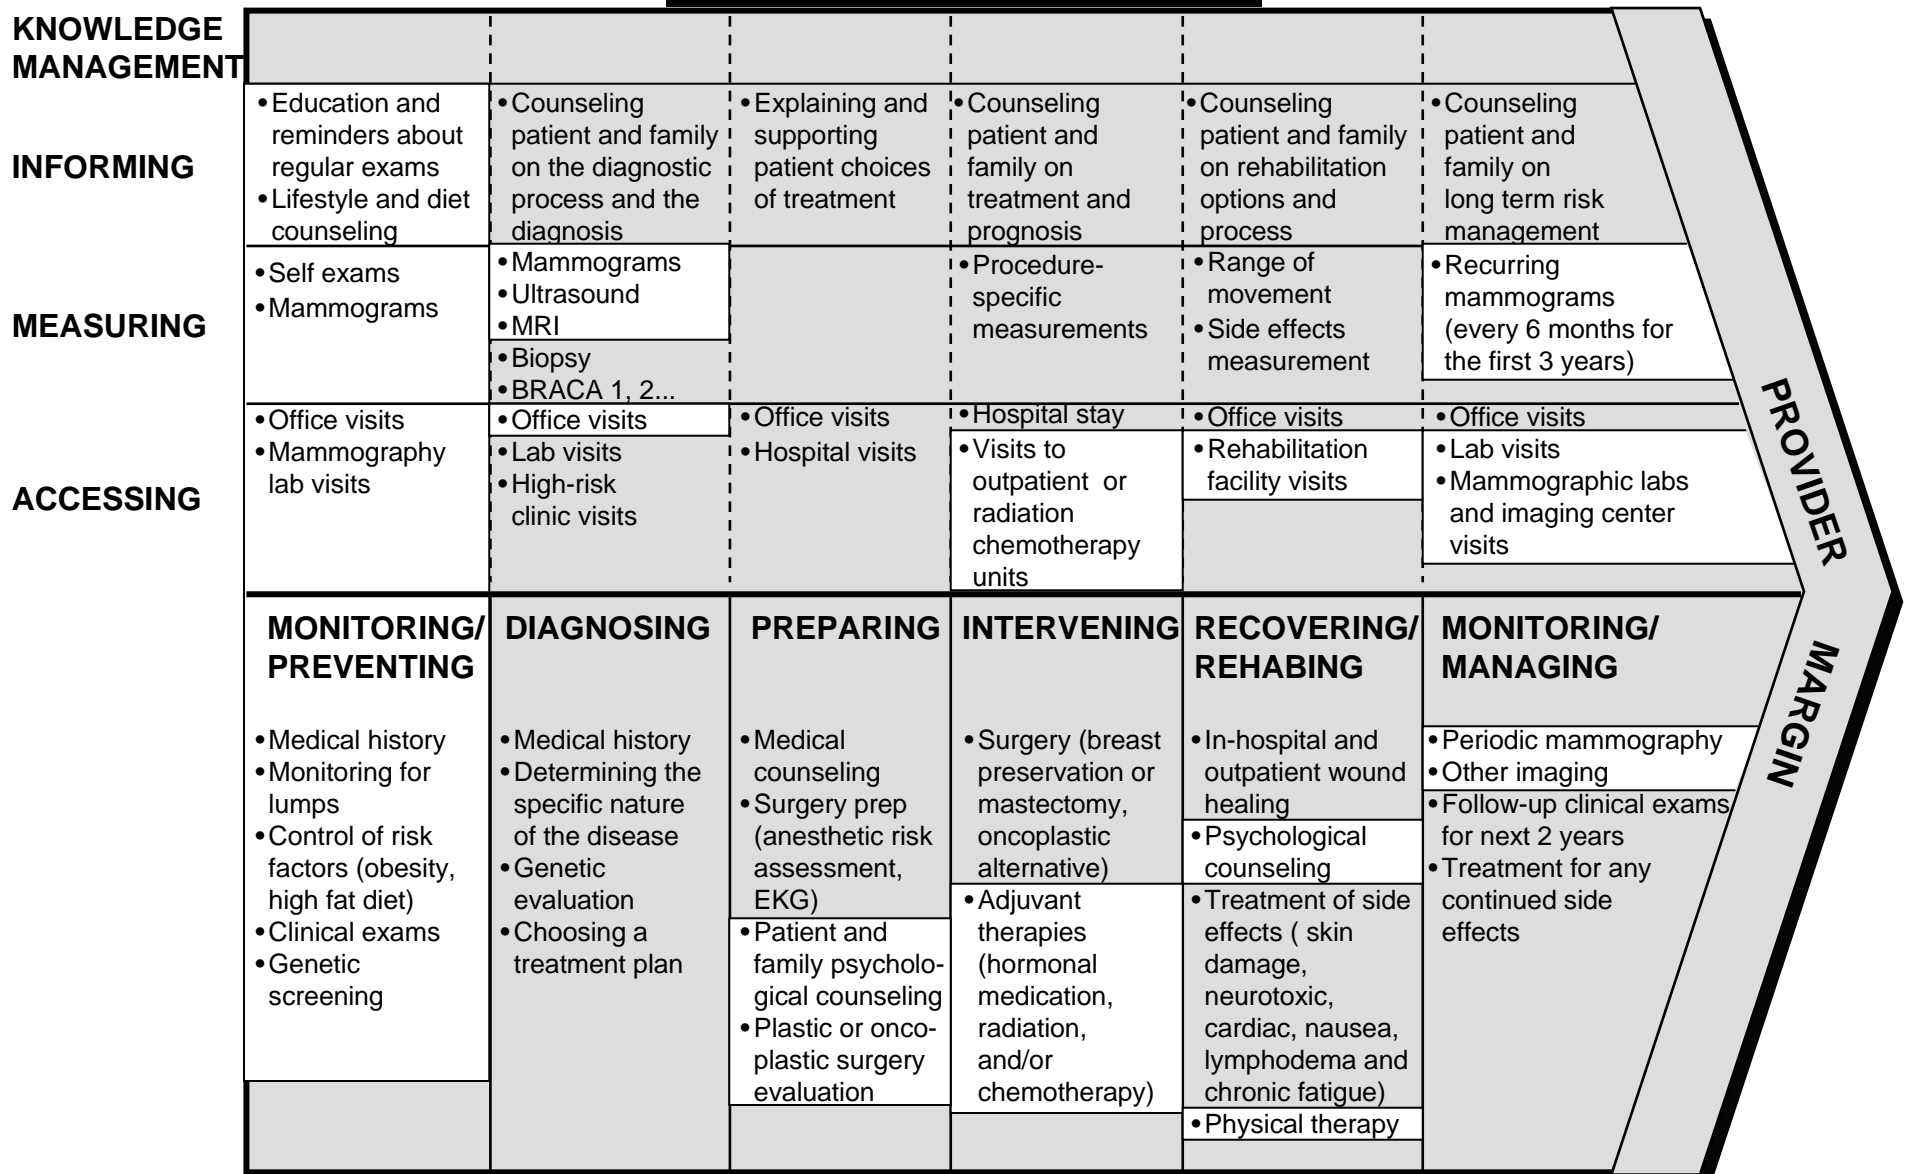 KNOWLEDGE
MANAGEMENT
INFORMING
• Education and
reminders about
regular exams
• Lifestyle and diet
counseling
• Counseling
patient and family
on the diagnostic
process and the
diagnosis
• Explaining and
supporting
patient choices
of treatment
• Counseling
patient and
family on
treatment and
prognosis
• Counseling
patient and family
on rehabilitation
options and
process
• Counseling
patient and
family on
long term risk
management
MEASURING
• Self exams
• Mammograms
• Mammograms
• Ultrasound
• MRI
• Biopsy
• BRACA 1, 2...
• Procedure-
specific
measurements
• Range of
movement
• Side effects
measurement
• Recurring
mammograms
(every 6 months for
the first 3 years)
ACCESSING
• Office visits
• Mammography
lab visits
• Office visits
• Lab visits
• High-risk
clinic visits
• Office visits
• Hospital visits
• Hospital stay
• Visits to
outpatient or
radiation
chemotherapy
units
• Office visits
• Rehabilitation
facility visits
• Office visits
• Lab visits
• Mammographic labs
and imaging center
visits
MONITORING/
PREVENTING
• Medical history
• Monitoring for
lumps
• Control of risk
factors (obesity,
high fat diet)
• Clinical exams
• Genetic
screening
DIAGNOSING
• Medical history
• Determining the
specific nature
of the disease
• Genetic
evaluation
• Choosing a
treatment plan
PREPARING
• Medical
counseling
• Surgery prep
(anesthetic risk
assessment,
EKG)
• Patient and
family psycholo-
gical counseling
• Plastic or onco-
plastic surgery
evaluation
INTERVENING
• Surgery (breast
preservation or
mastectomy,
oncoplastic
alternative)
• Adjuvant
therapies
(hormonal
medication,
radiation,
and/or
chemotherapy)
RECOVERING/
REHABING
• In-hospital and
outpatient wound
healing
• Psychological
counseling
• Treatment of side
effects ( skin
damage,
neurotoxic,
cardiac, nausea,
lymphodema and
chronic fatigue)
• Physical therapy
MONITORING/
MANAGING
• Periodic mammography
• Other imaging
• Follow-up clinical exams
for next 2 years
• Treatment for any
continued side
effects
PROVIDER
MARGIN